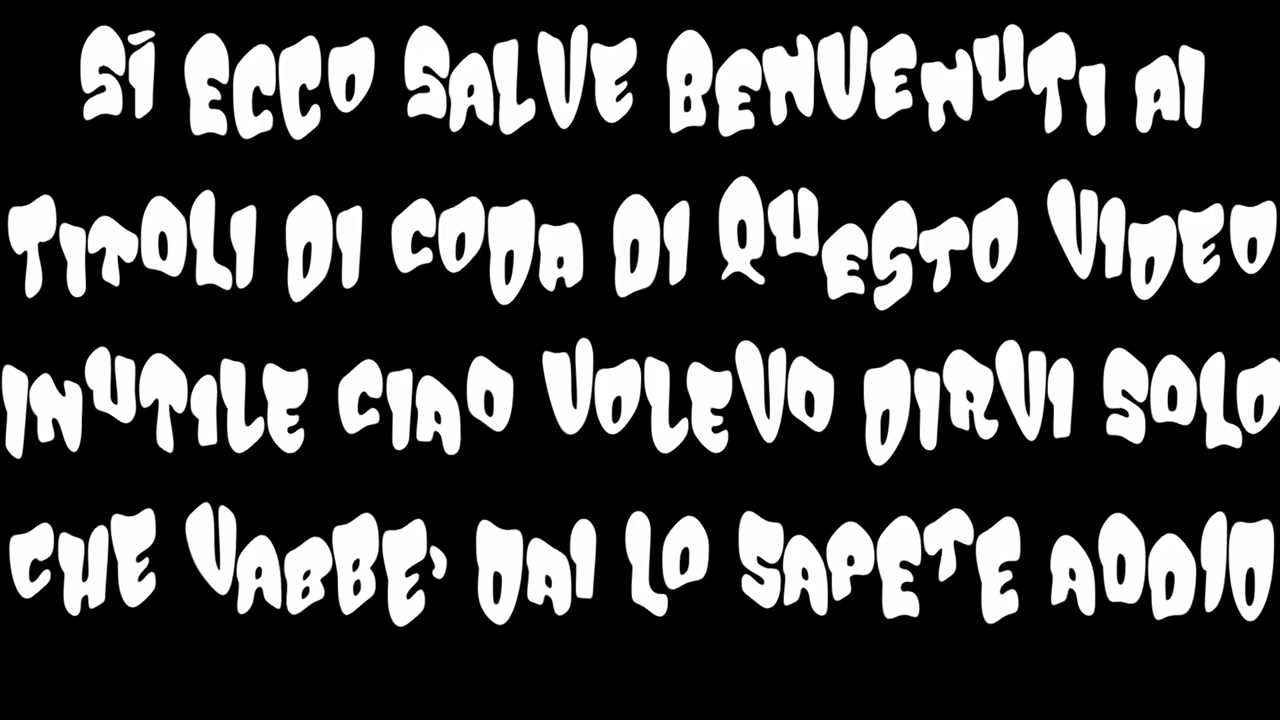 SÌ ECCO SALVE BENVENUTI AI
TITOLI DI CODA DI QUESTO VIDEO
INUTILE CIAO VOLEVO DIRVI SOLO
CHE VABBE' DAI LO SAPETE ADDIO